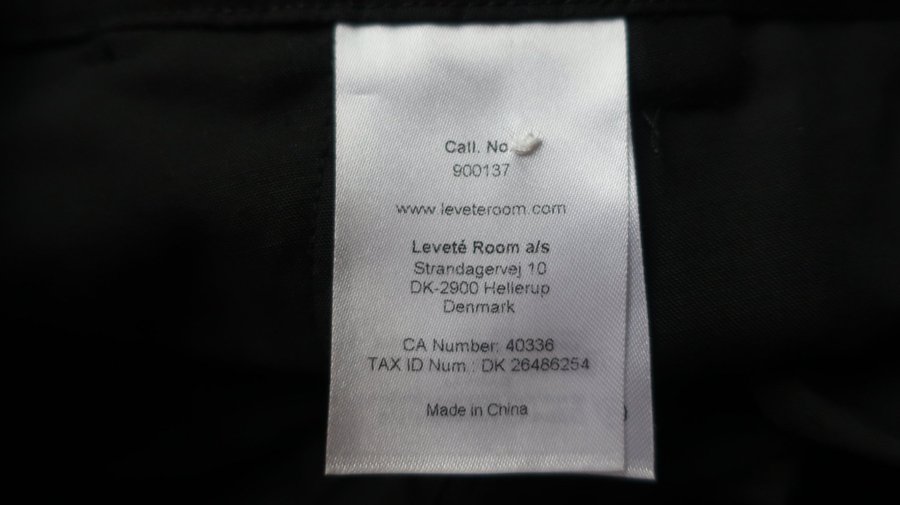 Catl. No
900137
www.leveteroom.com
Leveté Room a/s
Strandagervej 10
DK-2900 Hellerup
Denmark
CA Number: 40336
TAX ID Num.: DK 26486254
Made in China